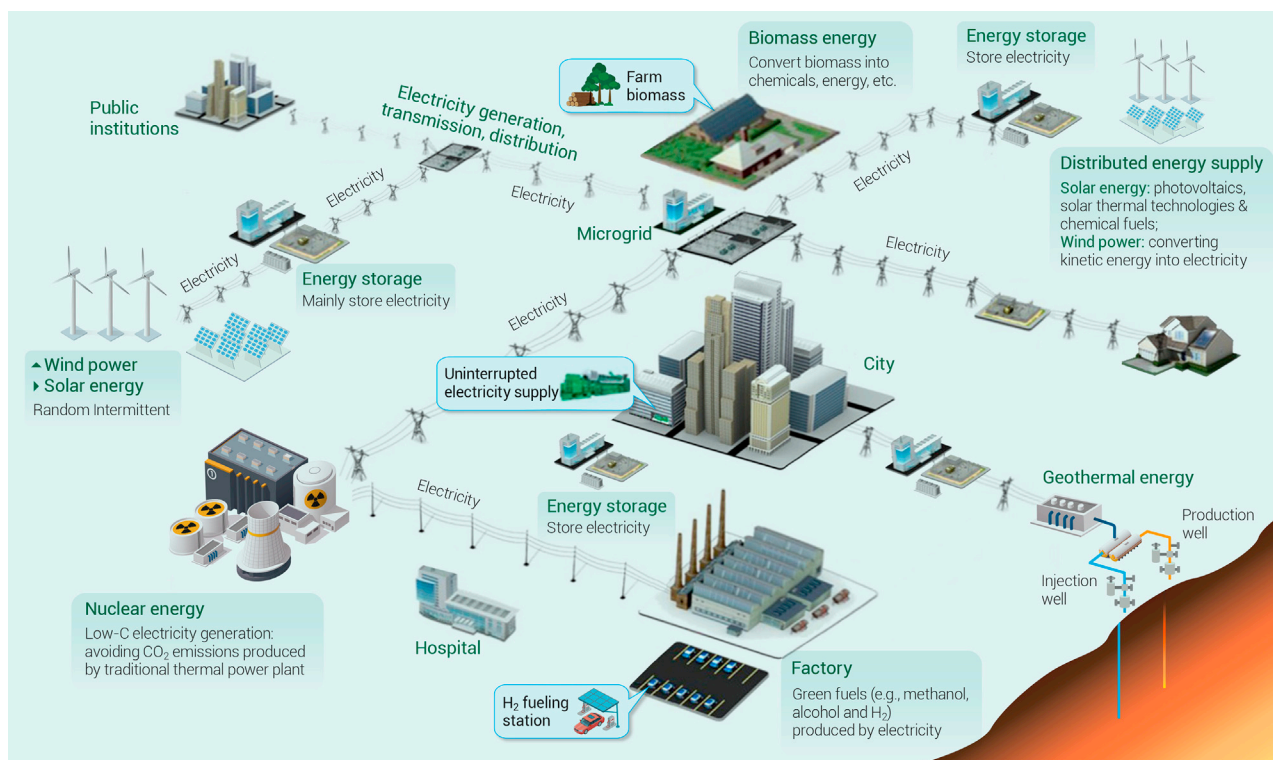 Public
institutions
Electricity generation,
transmission, distribution
Farm
biomass
Biomass energy
Convert biomass into
chemicals, energy, etc.
Energy storage
Store electricity
Distributed energy supply
Solar energy: photovoltaics,
solar thermal technologies &
chemical fuels;
Wind power: converting
kinetic energy into electricity
Electricity
Electricity
Electricity
Microgrid
Electricity
Electricity
Energy storage
Mainly store electricity
Electricity
Wind power
Solar energy
Random Intermittent
Uninterrupted
electricity supply
City
Electricity
Energy storage
Store electricity
Geothermal energy
Production
well
Injection
well
Nuclear energy
Low-C electricity generation:
avoiding CO₂ emissions produced
by traditional thermal power plant
Hospital
H₂ fueling
station
Factory
Green fuels (e.g., methanol,
alcohol and H₂)
produced by electricity